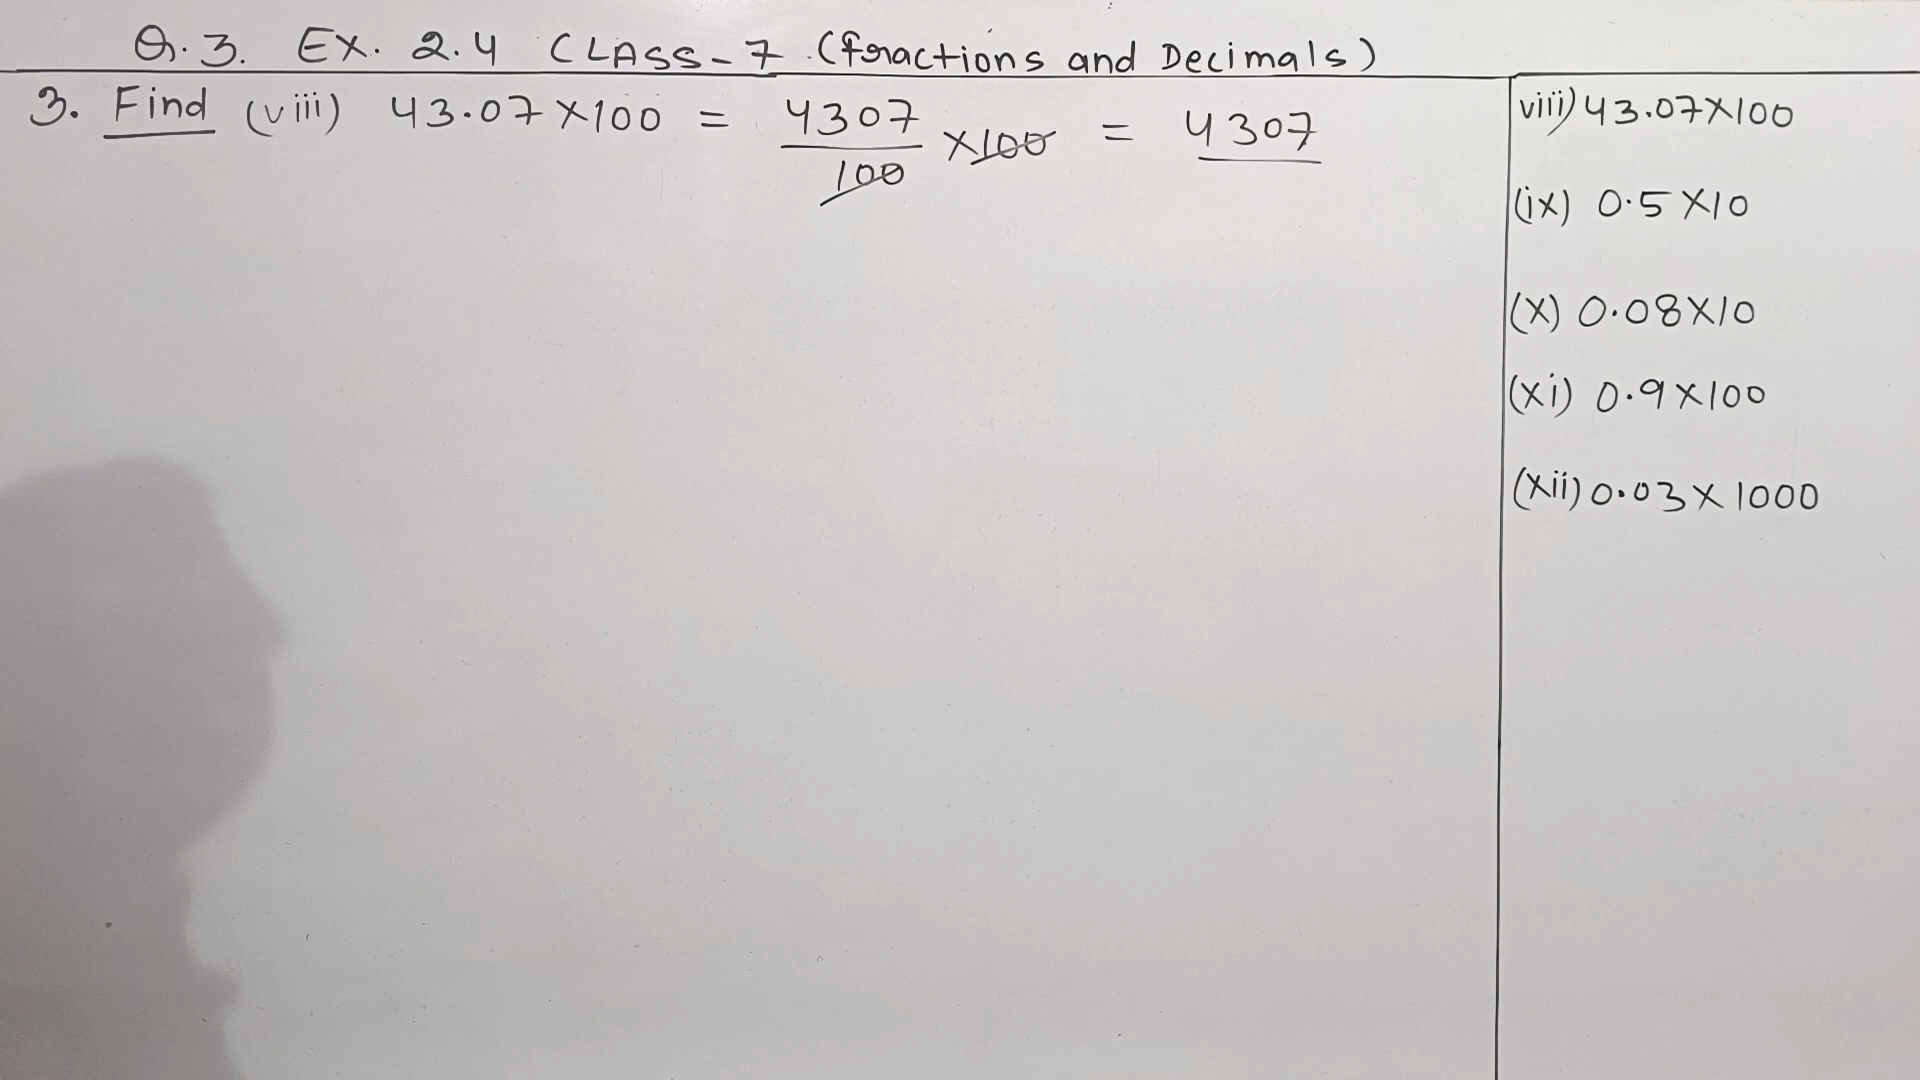 Q.3. EX. 2.4 CLASS-7 (fractions and Decimals)
3. Find (viii) 43.07 ×100 = 4307/100 ×100 = 4307
viii) 43.07×100
(ix) 0.5 ×10
(x) 0.08×10
(xi) 0.9 ×100
(xii) 0.03 × 1000